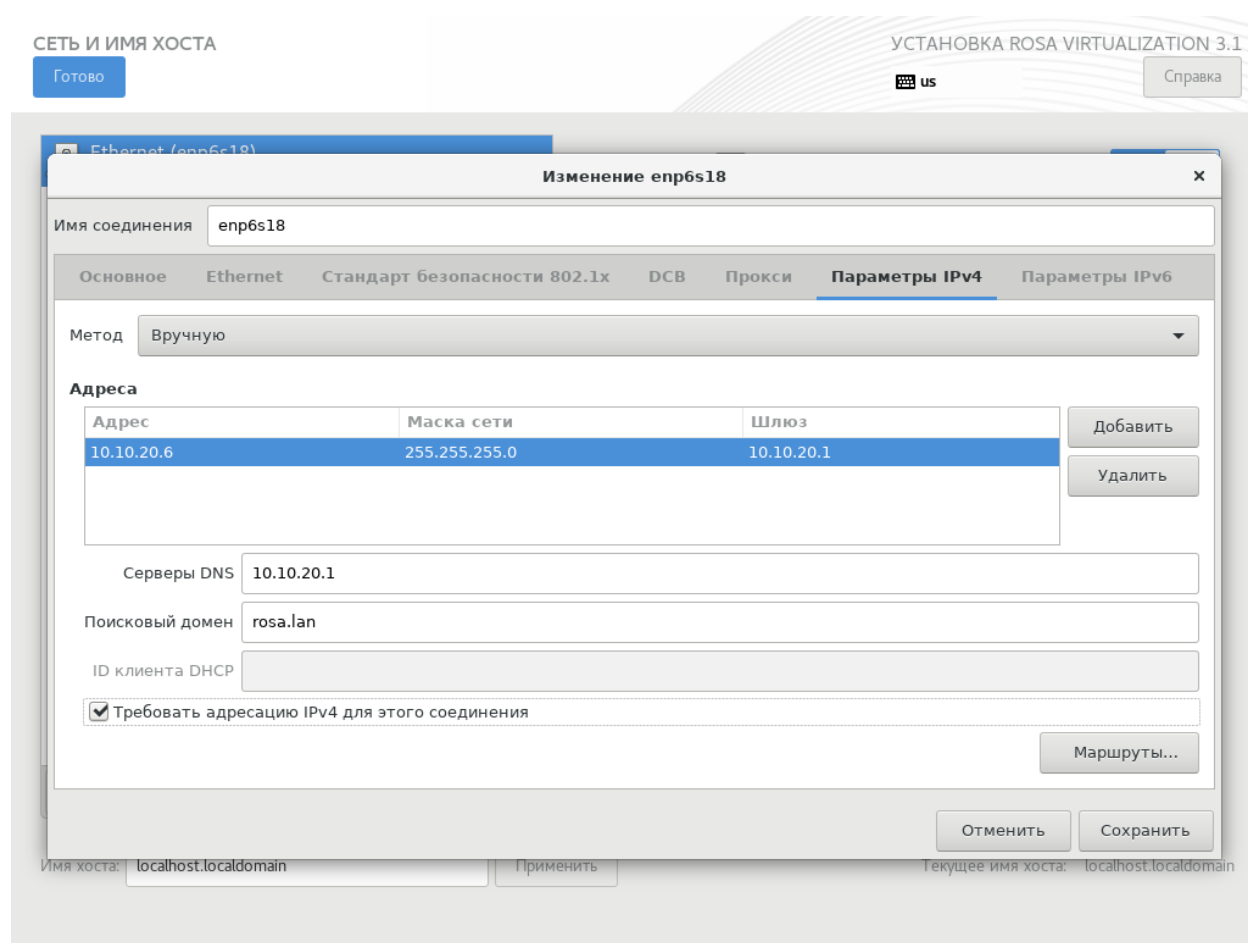 СЕТЬ И ИМЯ ХОСТА
УСТАНОВКА ROSA VIRTUALIZATION 3.1
Готово
us
Справка
Ethernet (enp6s18)
Изменение enp6s18
Имя соединения enp6s18
Основное Ethernet Стандарт безопасности 802.1x DCB Прокси Параметры IPv4 Параметры IPv6
Метод Вручную
Адреса
Адрес Маска сети Шлюз
10.10.20.6 255.255.255.0 10.10.20.1
Добавить
Удалить
Серверы DNS 10.10.20.1
Поисковый домен rosa.lan
ID клиента DHCP
Требовать адресацию IPv4 для этого соединения
Маршруты...
Отменить Сохранить
Имя хоста: localhost.localdomain Применить Текущее имя хоста: localhost.localdomain